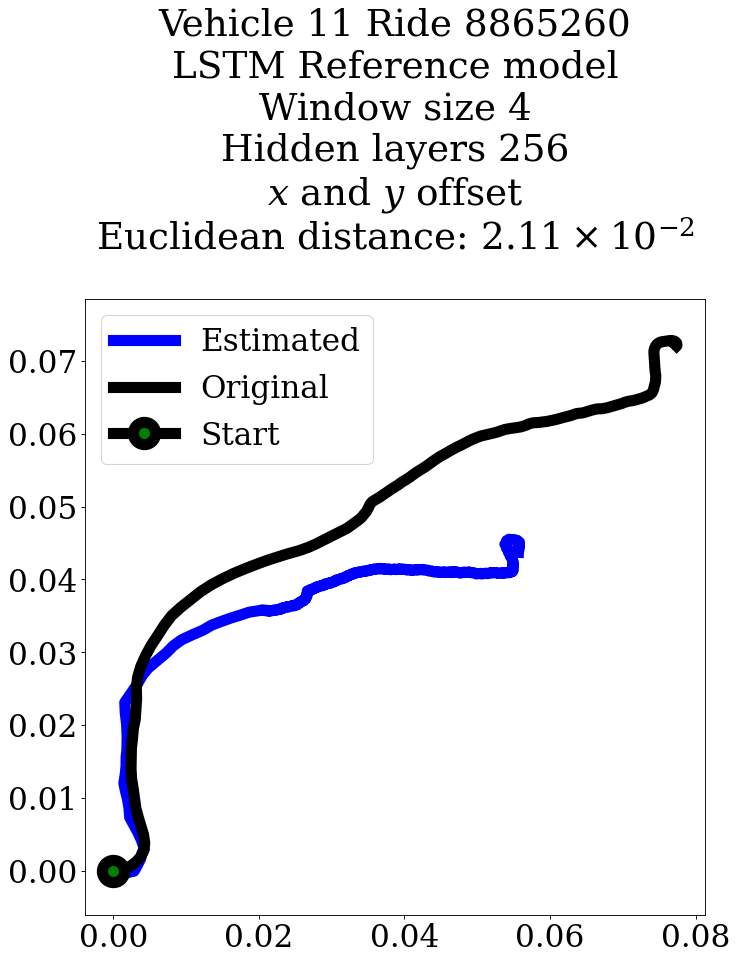 Vehicle 11 Ride 8865260
LSTM Reference model
Window size 4
Hidden layers 256
x and y offset
Euclidean distance: 2.11 × 10⁻²
Estimated
Original
Start
0.07
0.06
0.05
0.04
0.03
0.02
0.01
0.00
0.00 0.02 0.04 0.06 0.08